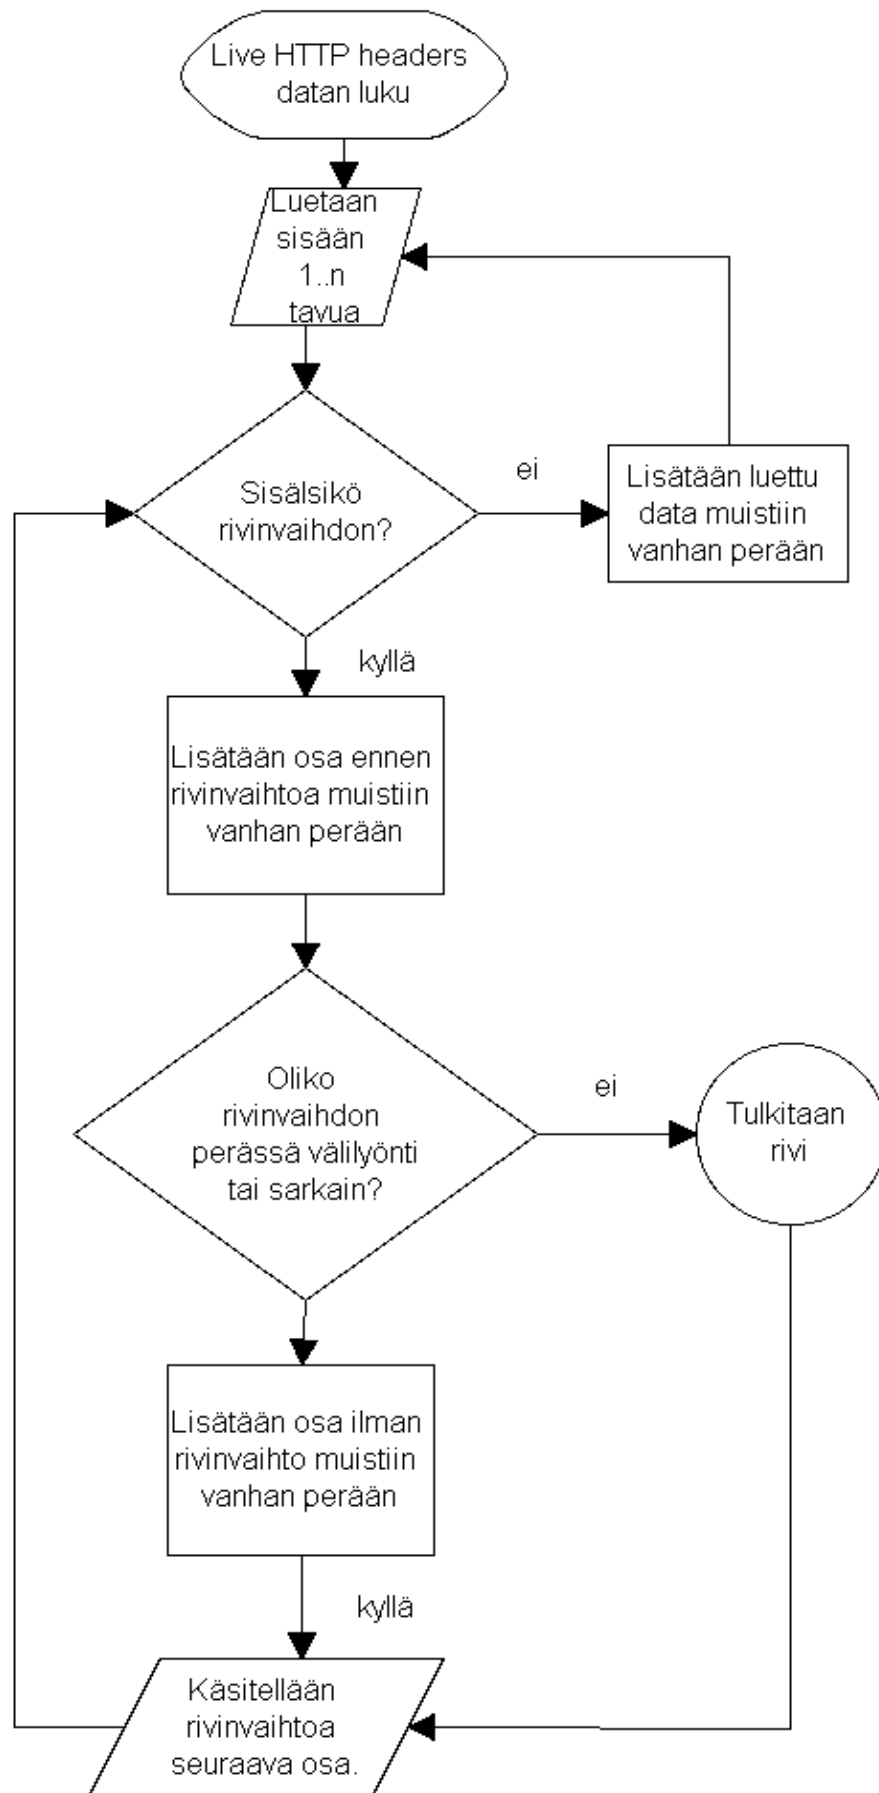 Live HTTP headers
datan luku
Luetaan
sisään
1..n
tavua
Sisälsikö
rivinvaihdon?
ei
Lisätään luettu
data muistiin
vanhan perään
kyllä
Lisätään osa ennen
rivinvaihtoa muistiin
vanhan perään
Oliko
rivinvaihdon
perässä välilyönti
tai sarkain?
ei
Tulkitaan
rivi
Lisätään osa ilman
rivinvaihto muistiin
vanhan perään
kyllä
Käsitellään
rivinvaihtoa
seuraava osa.